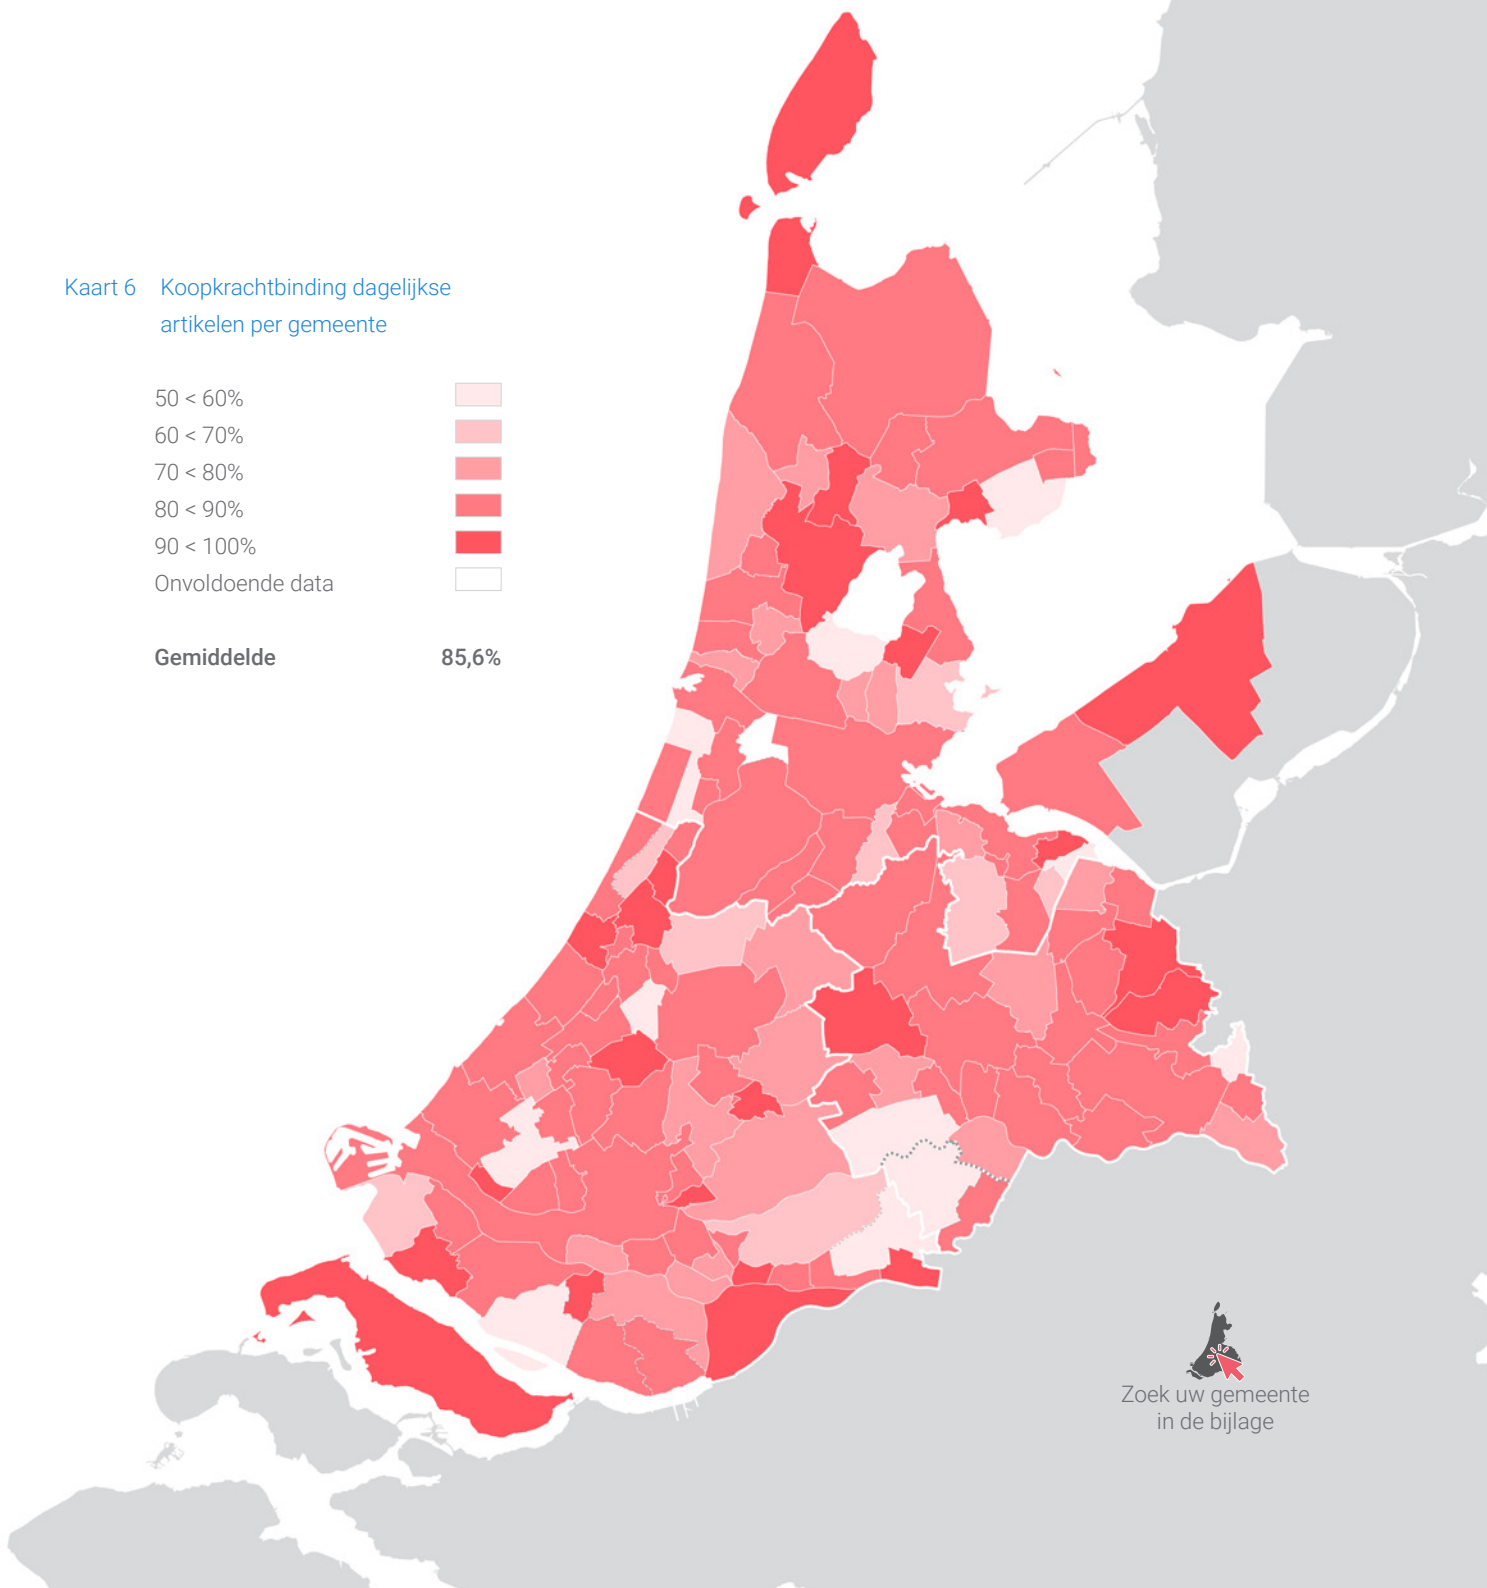 Kaart 6 Koopkrachtbinding dagelijkse
artikelen per gemeente
50 < 60%
60 < 70%
70 < 80%
80 < 90%
90 < 100%
Onvoldoende data
Gemiddelde 85,6%
Zoek uw gemeente
in de bijlage